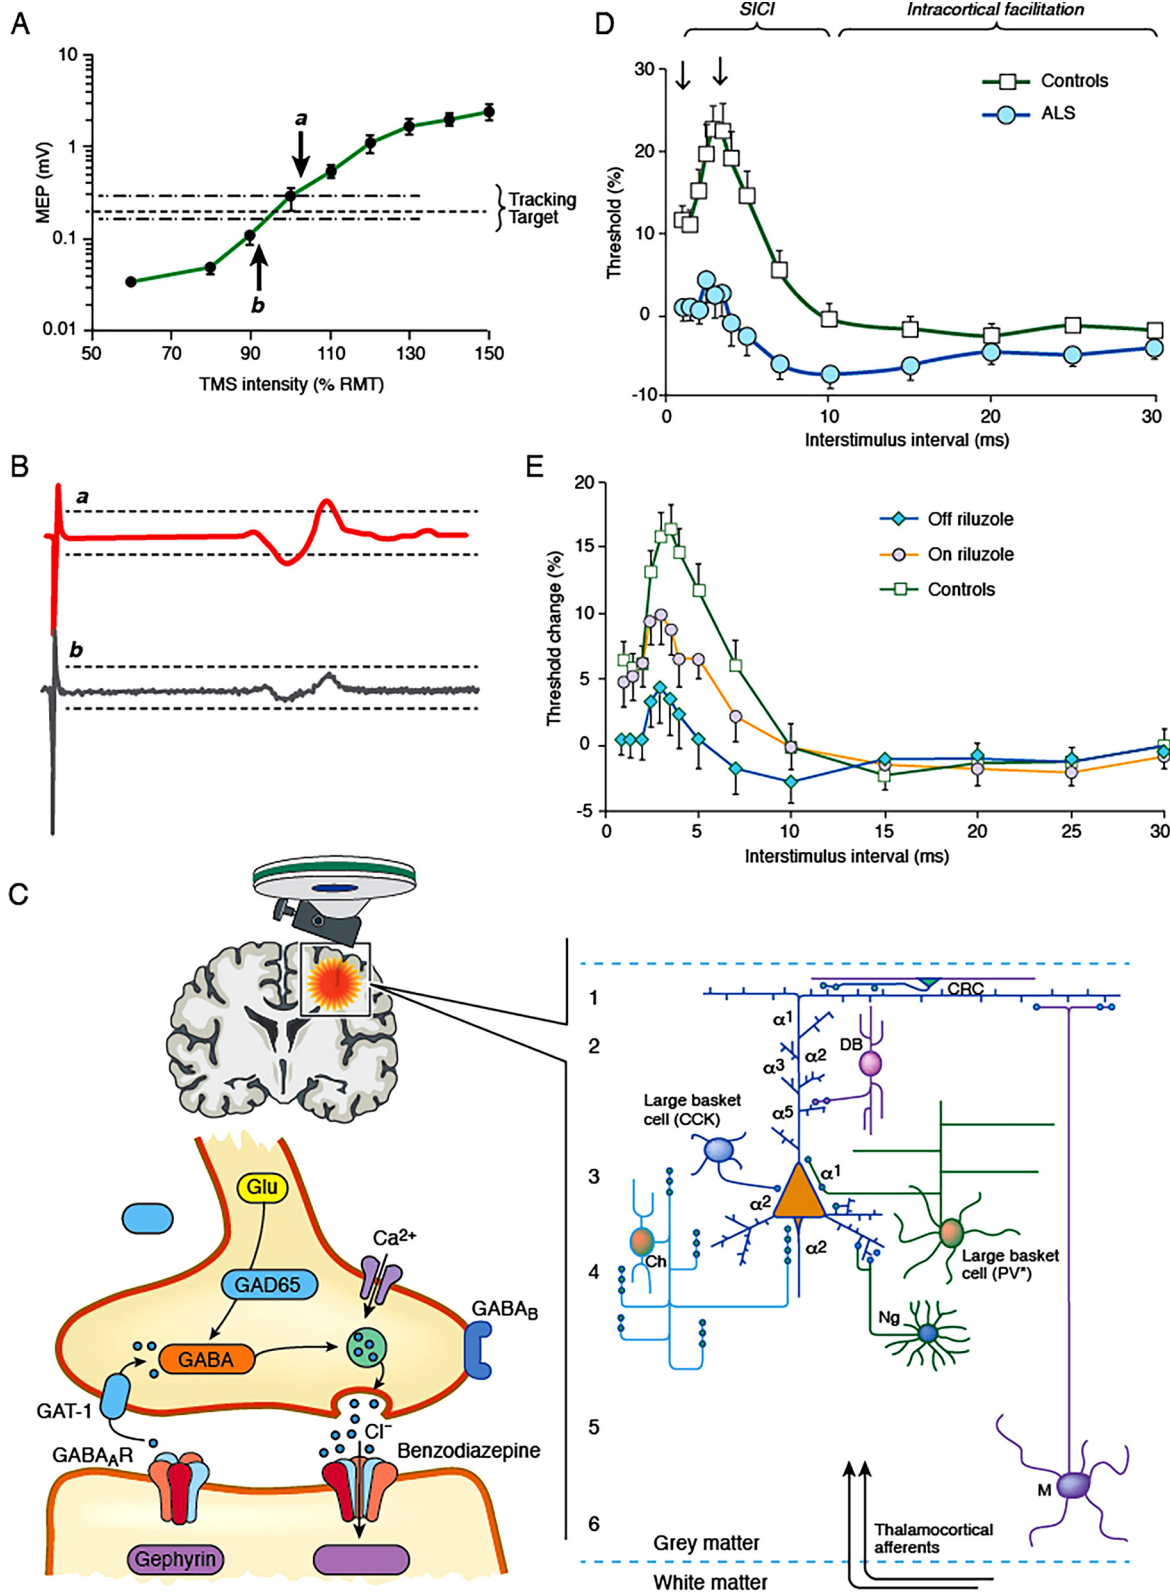 A
10
1
0.1
0.01
MEP (mV)
a
b
Tracking
Target
50
70
90
110
130
150
TMS intensity (% RMT)
D
SICI
Intracortical facilitation
30
20
10
0
-10
Threshold (%)
Controls
ALS
0
10
20
30
Interstimulus interval (ms)
B
a
b
E
20
15
10
5
0
-5
Threshold change (%)
Off riluzole
On riluzole
Controls
0
5
10
15
20
25
30
Interstimulus interval (ms)
C
Glu
Ca2+
GAD65
GABAB
GABA
GAT-1
Cl−
GABAAR
Benzodiazepine
Gephyrin
1
2
3
4
5
6
CRC
α1
α2
DB
α3
α5
Large basket
cell (CCK)
α1
α2
α2
Ch
Large basket
cell (PV*)
Ng
M
Thalamocortical
afferents
Grey matter
White matter